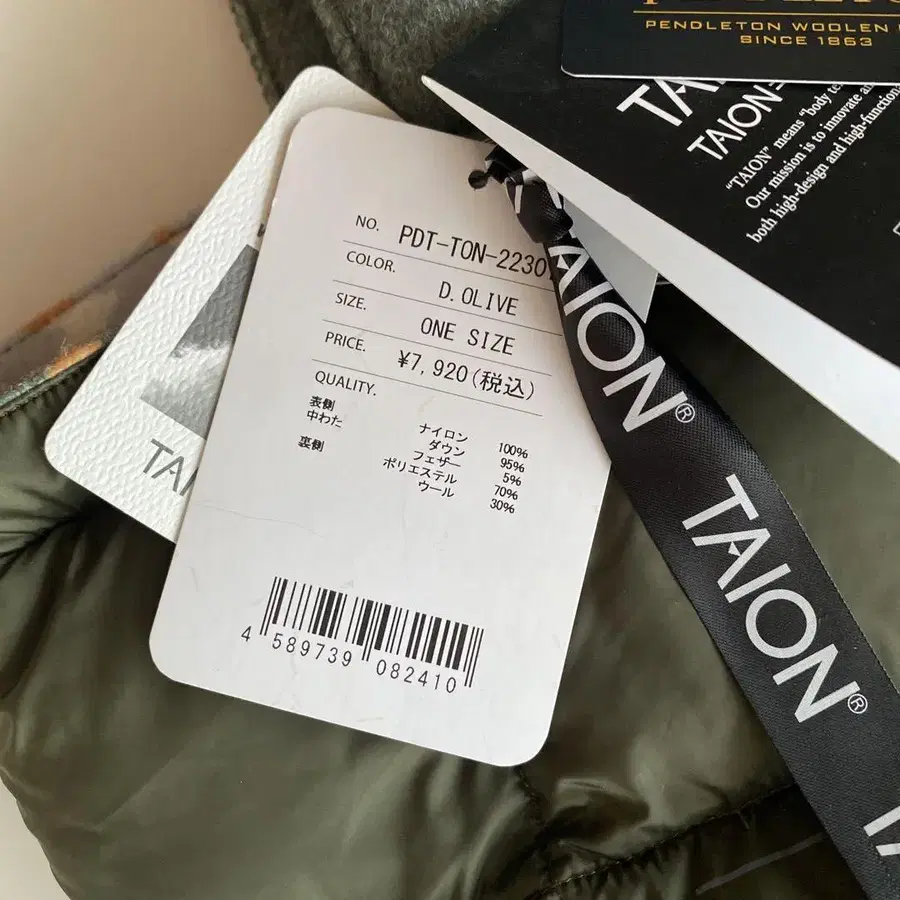 PENDLETON WOOLEN
SINCE 1863
TAION
"TAION" means "body te
Our mission is to innovate a
both high-design and high-function
NO. PDT-TON-2230
COLOR. D.OLIVE
SIZE. ONE SIZE
PRICE. ¥7,920(税込)
QUALITY.
表側 ナイロン 100%
中わた ダウン 95%
フェザー 5%
裏側 ポリエステル 70%
ウール 30%
4 589739 082410
TAION®
TAION®
TAI